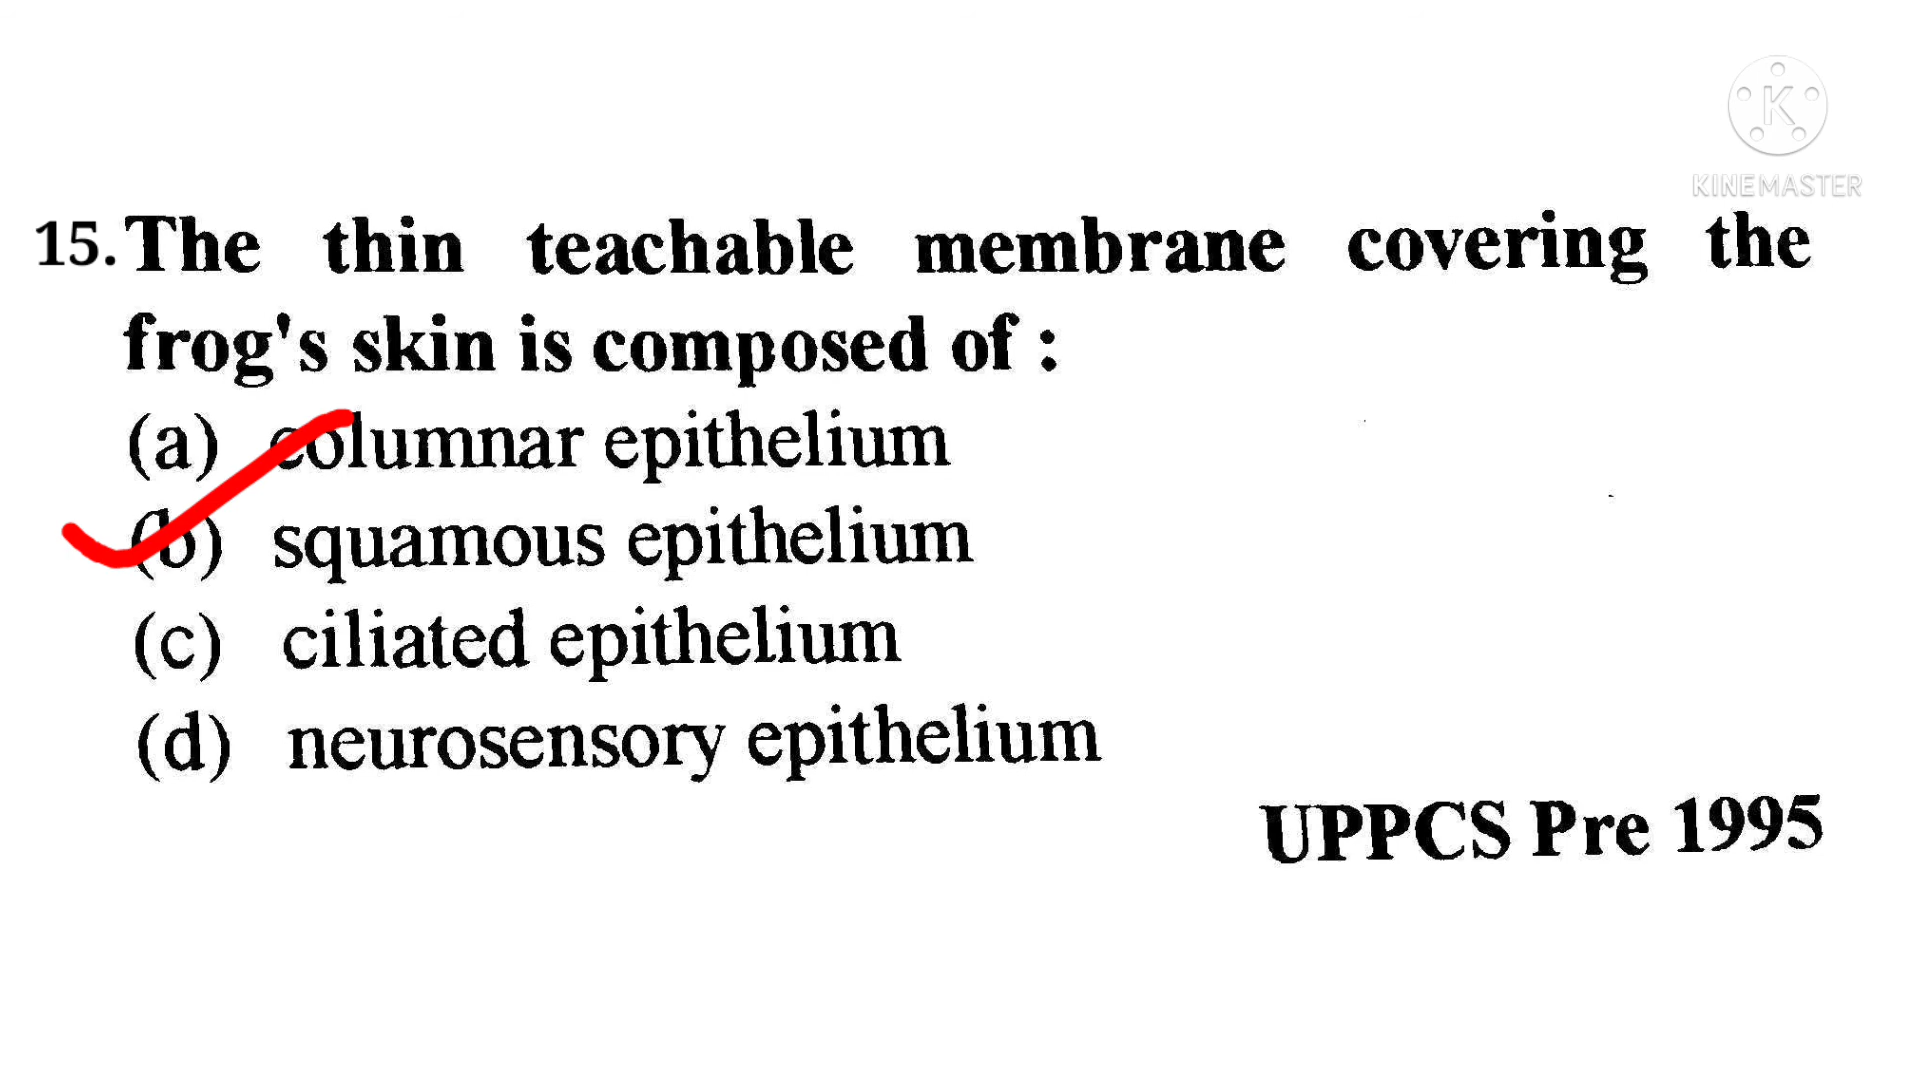 K
KINEMASTER
15. The thin teachable membrane covering the
frog's skin is composed of :
(a) columnar epithelium
(b) squamous epithelium
(c) ciliated epithelium
(d) neurosensory epithelium
UPPCS Pre 1995